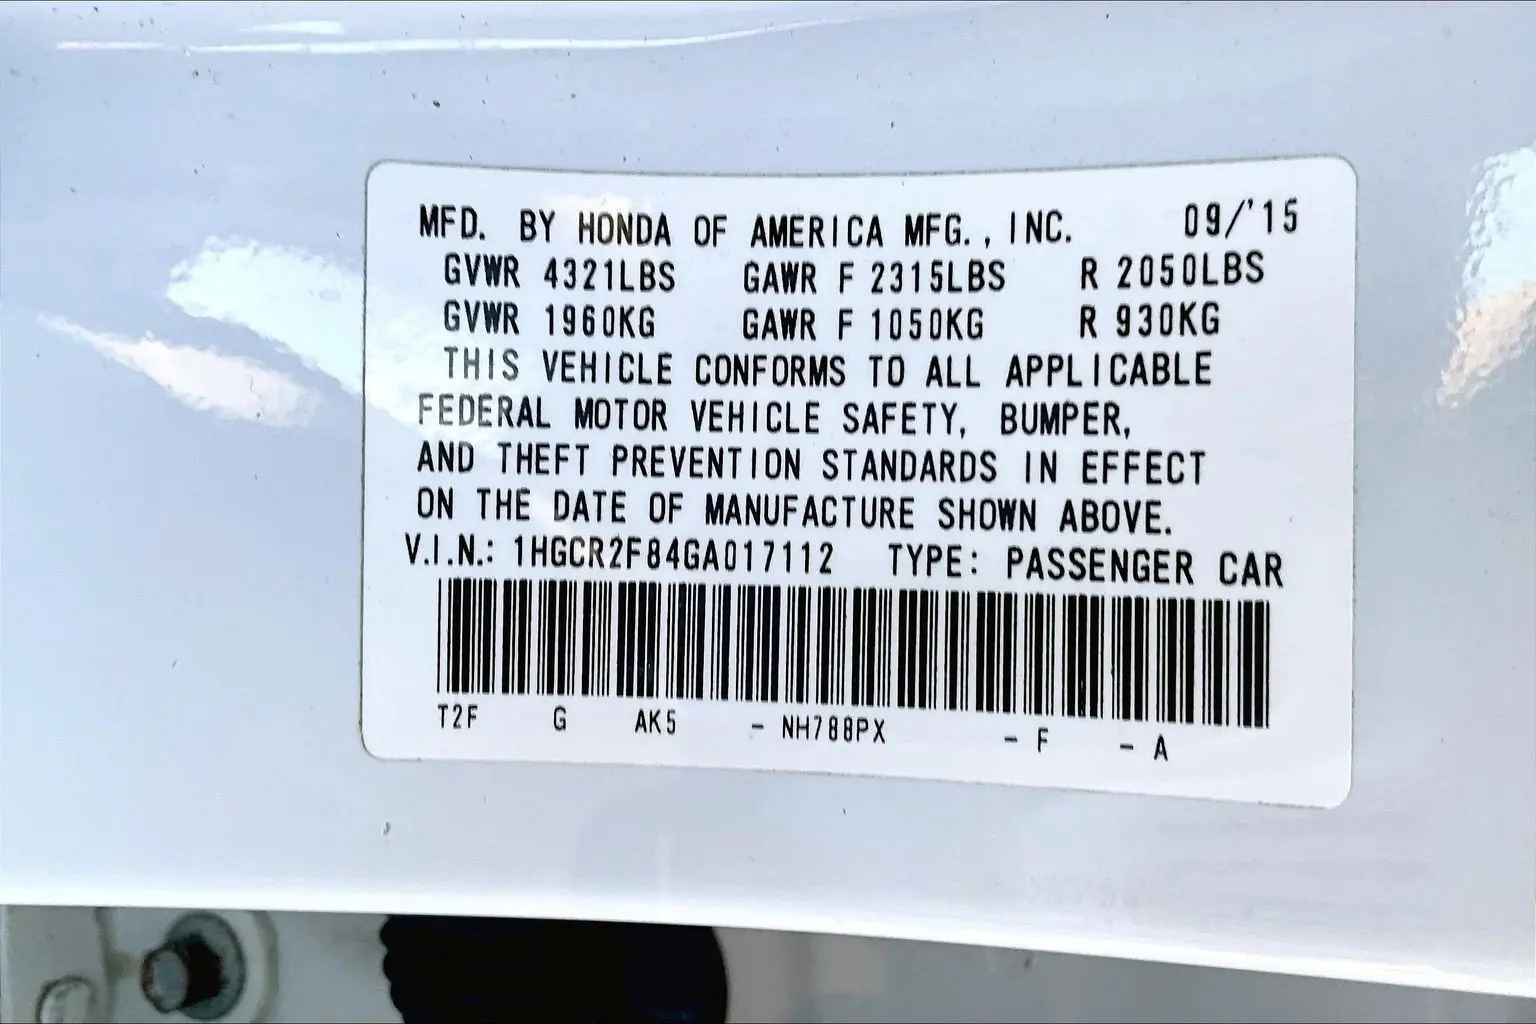 MFD. BY HONDA OF AMERICA MFG., INC. 09/'15
GVWR 4321LBS GAWR F 2315LBS R 2050LBS
GVWR 1960KG GAWR F 1050KG R 930KG
THIS VEHICLE CONFORMS TO ALL APPLICABLE
FEDERAL MOTOR VEHICLE SAFETY, BUMPER,
AND THEFT PREVENTION STANDARDS IN EFFECT
ON THE DATE OF MANUFACTURE SHOWN ABOVE.
V.I.N.: 1HGCR2F84GA017112 TYPE: PASSENGER CAR
T2F G AK5 - NH788PX - F - A